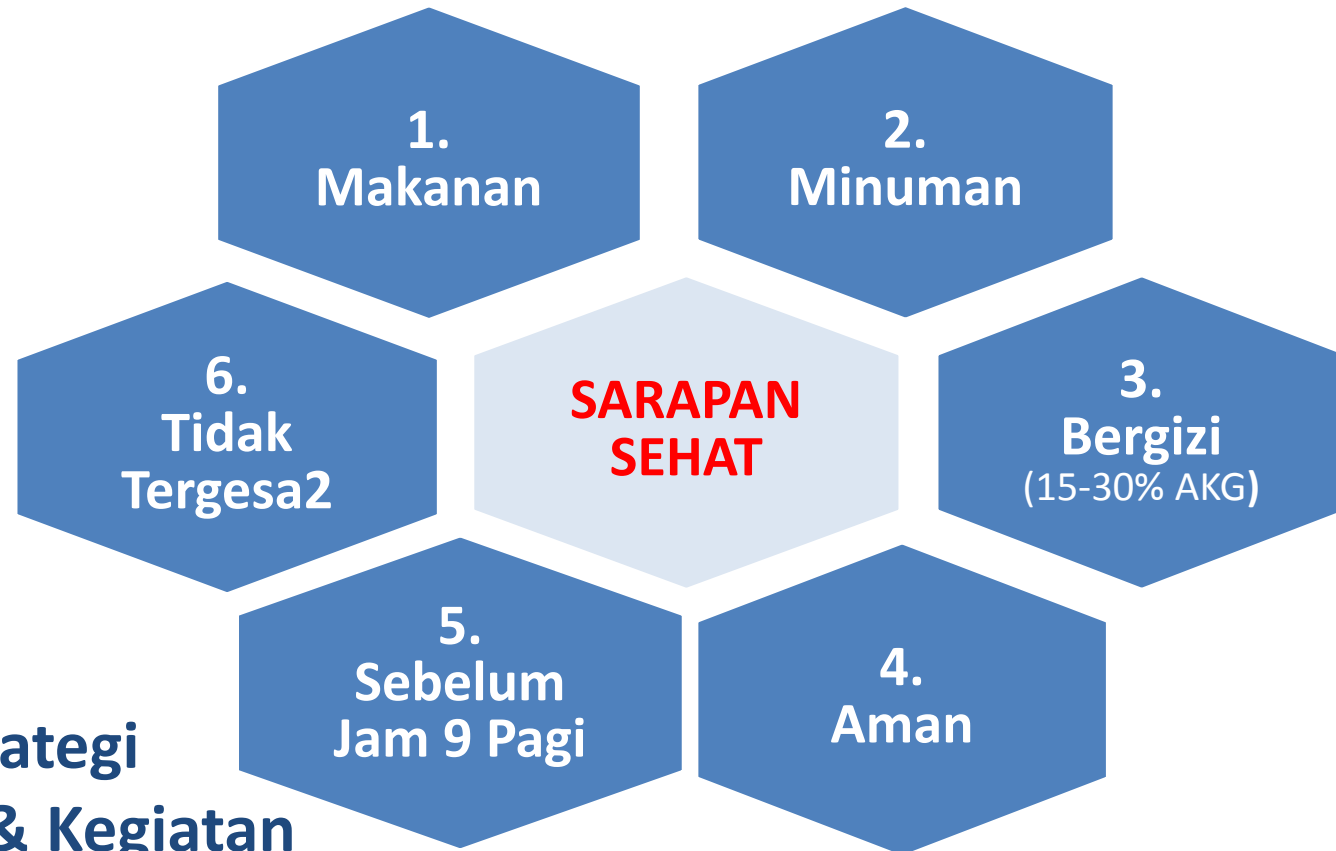 1.
Makanan
2.
Minuman
6.
Tidak
Tergesa2
SARAPAN
SEHAT
3.
Bergizi
(15-30% AKG)
5.
Sebelum
Jam 9 Pagi
4.
Aman
ategi
& Kegiatan